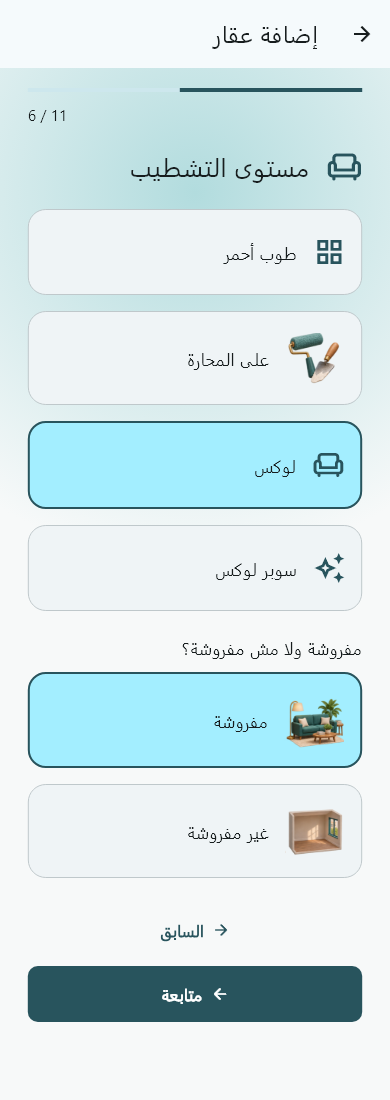 إضافة عقار
6 / 11
مستوى التشطيب
طوب أحمر
على المحارة
لوكس
سوبر لوكس
مفروشة ولا مش مفروشة؟
مفروشة
غير مفروشة
السابق
متابعة